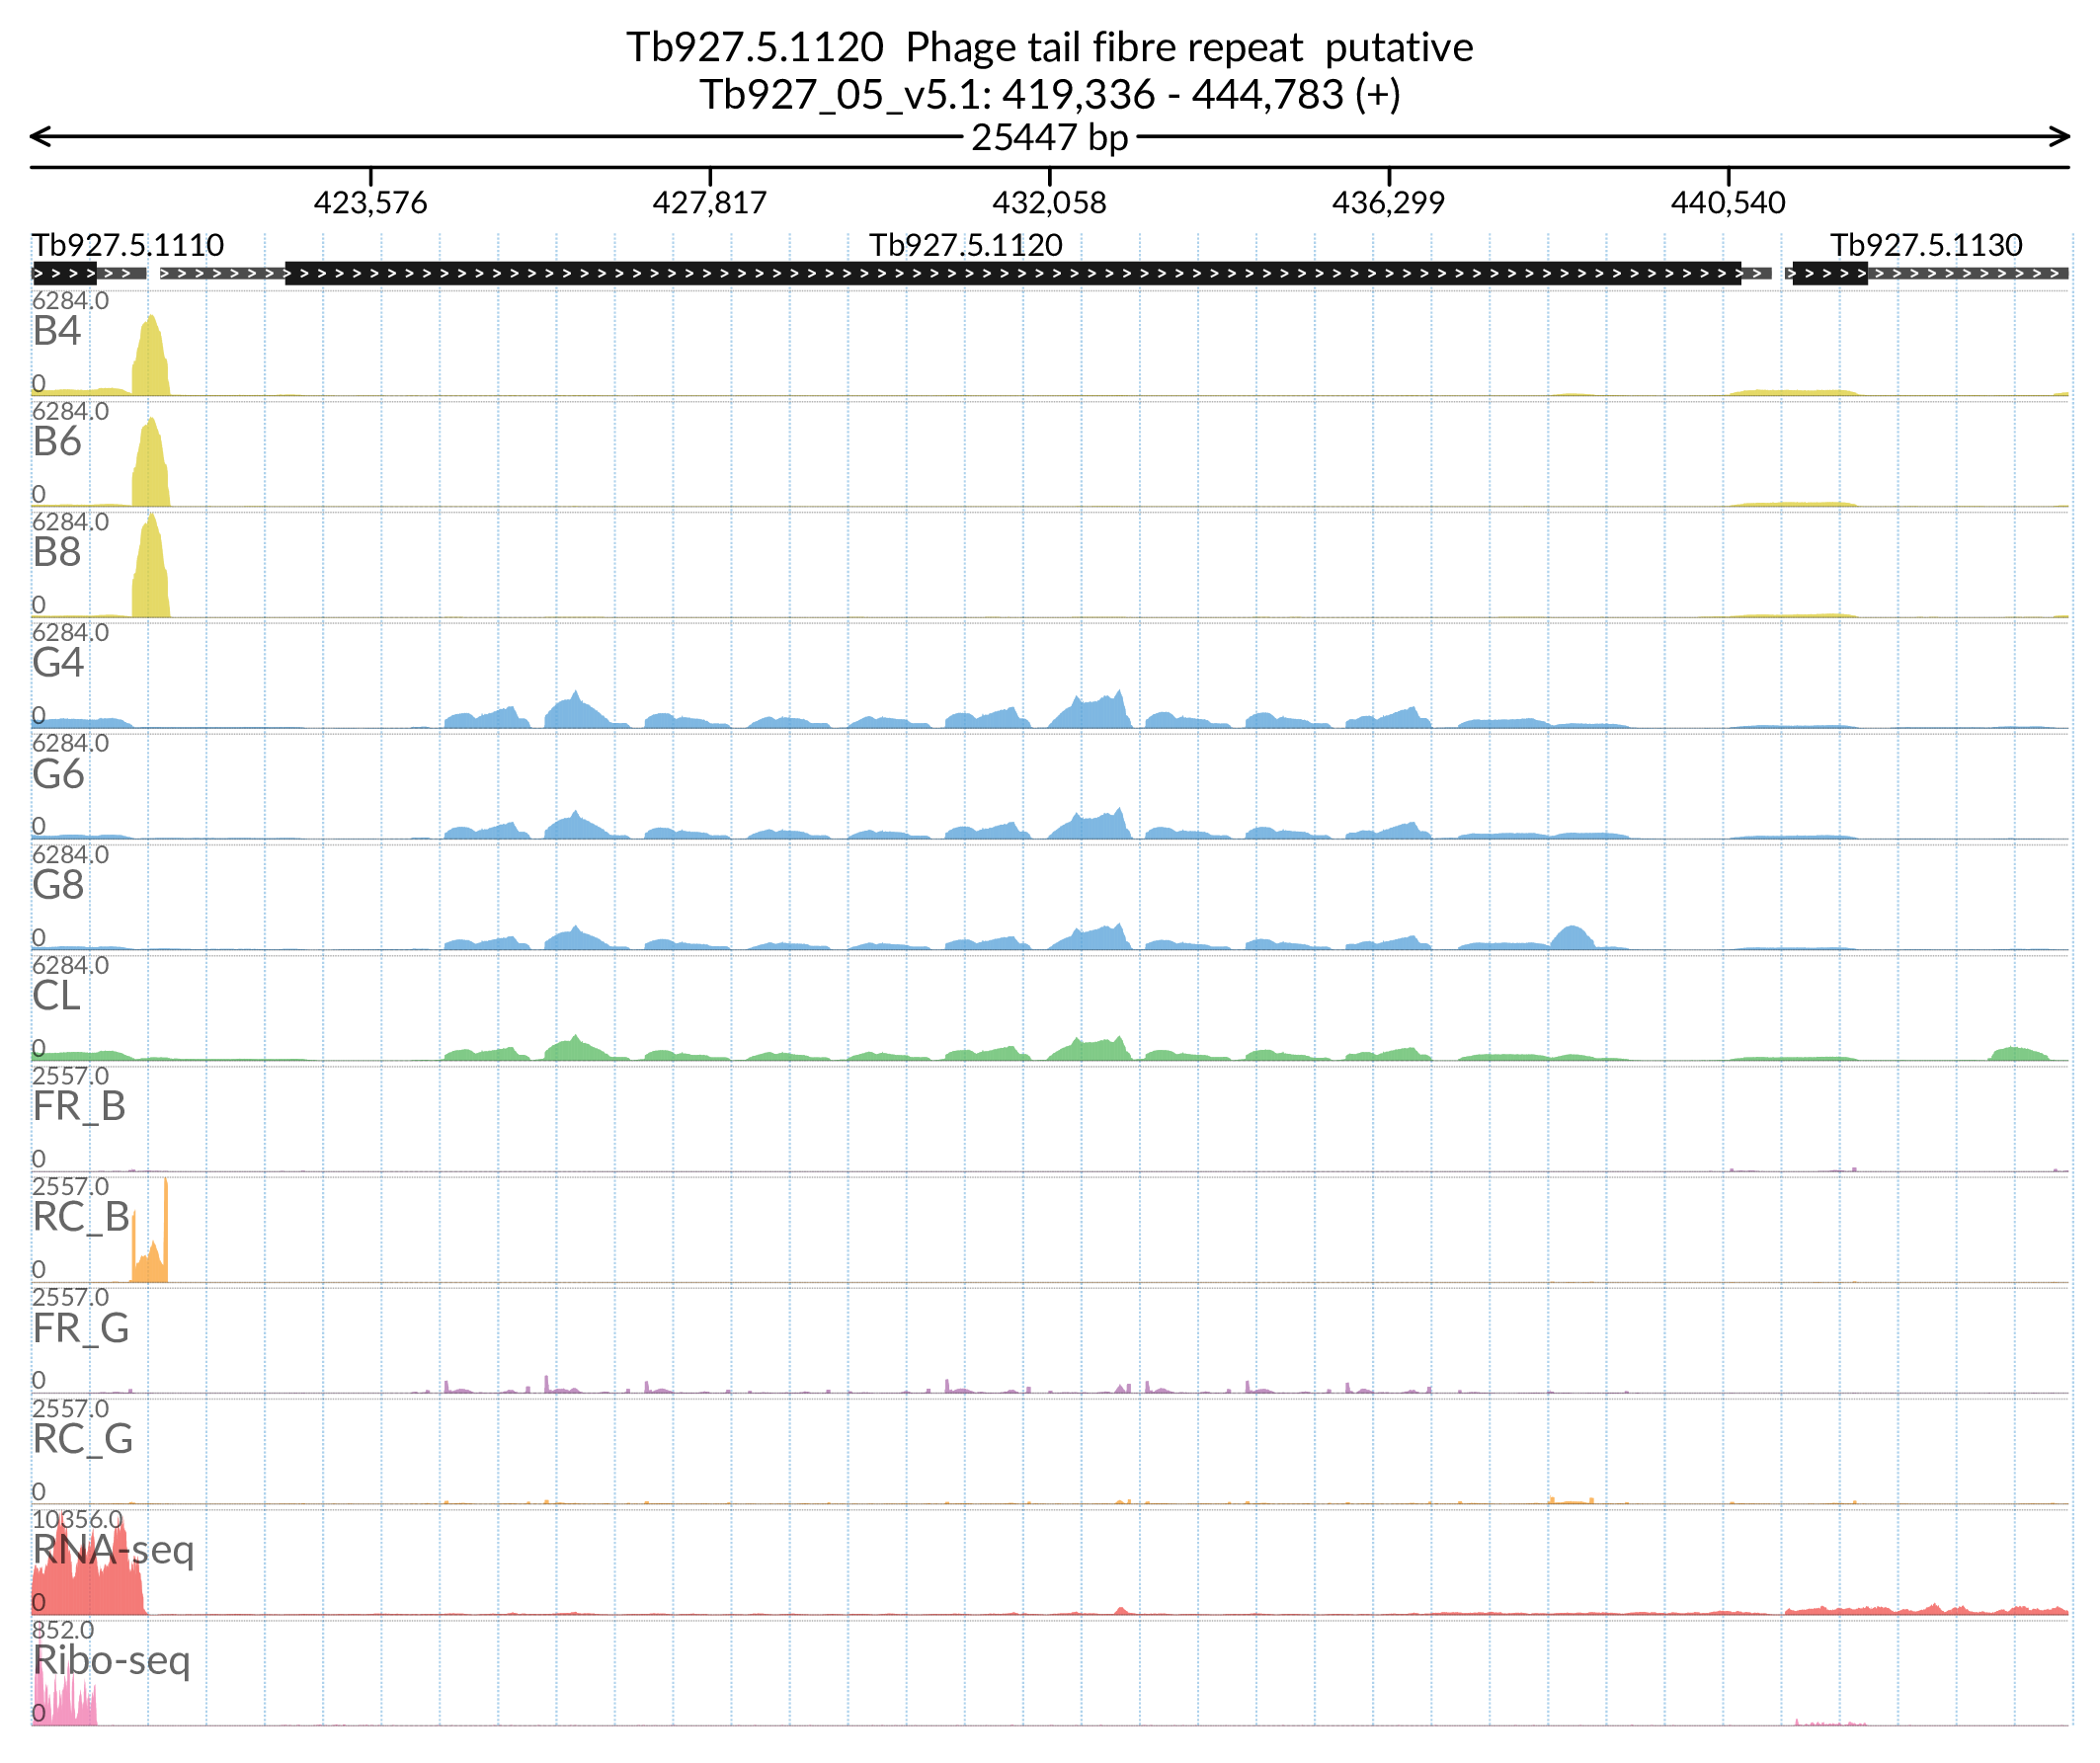 Tb927.5.1120  Phage tail fibre repeat  putative
Tb927_05_v5.1: 419,336 - 444,783 (+)
25447 bp
423,576 427,817 432,058 436,299 440,540
Tb927.5.1110 Tb927.5.1120 Tb927.5.1130
6284.0
B4
0
6284.0
B6
0
6284.0
B8
0
6284.0
G4
0
6284.0
G6
0
6284.0
G8
0
6284.0
CL
0
2557.0
FR_B
0
2557.0
RC_B
0
2557.0
FR_G
0
2557.0
RC_G
0
10356.0
RNA-seq
0
852.0
Ribo-seq
0